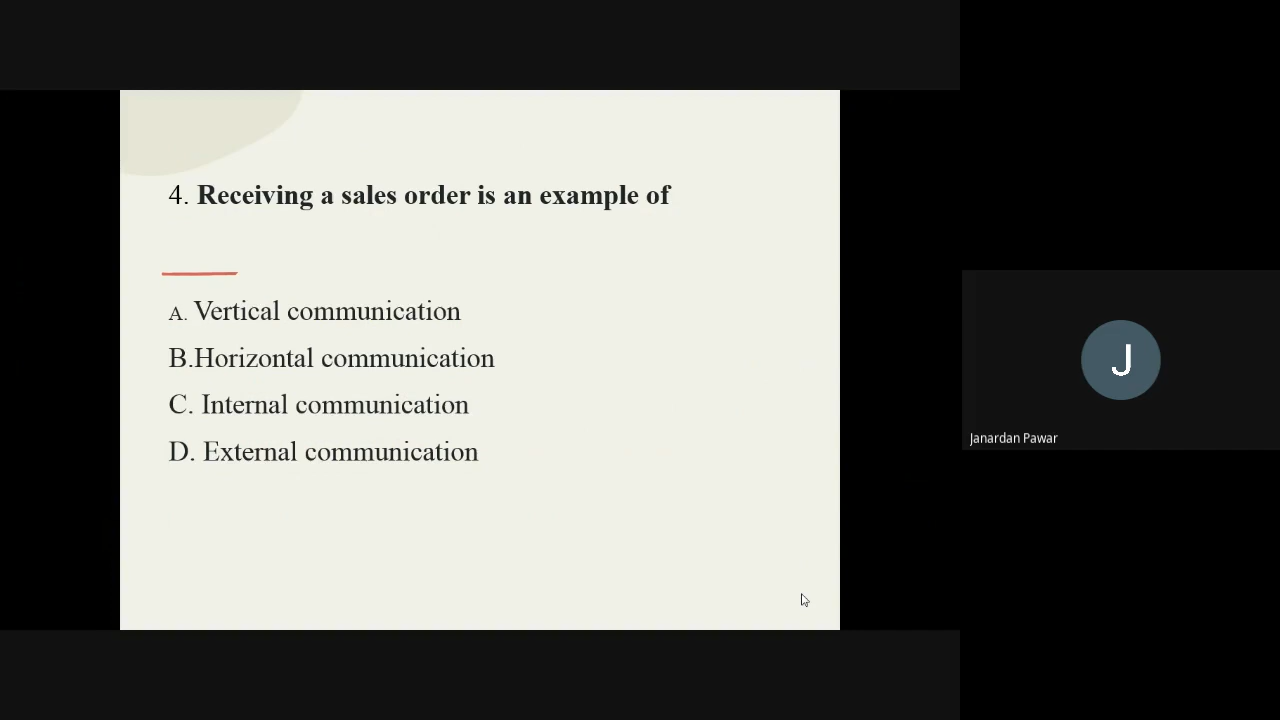 4. Receiving a sales order is an example of
A. Vertical communication
B.Horizontal communication
C. Internal communication
D. External communication
J
Janardan Pawar